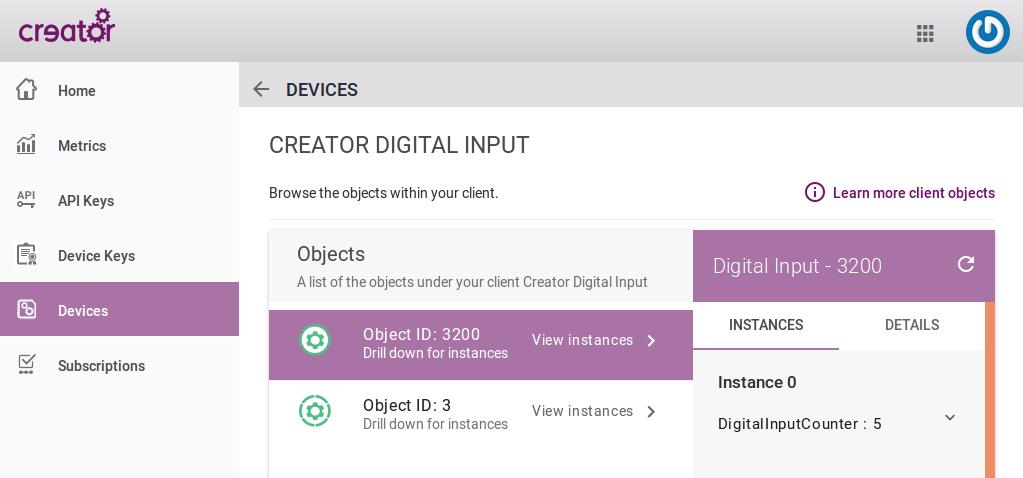 creator
Home
Metrics
API
API Keys
Device Keys
Devices
Subscriptions
DEVICES
CREATOR DIGITAL INPUT
Browse the objects within your client.
Learn more client objects
Objects
A list of the objects under your client Creator Digital Input
Object ID: 3200
Drill down for instances
View instances
Object ID: 3
Drill down for instances
View instances
Digital Input - 3200
INSTANCES
DETAILS
Instance 0
DigitalInputCounter : 5